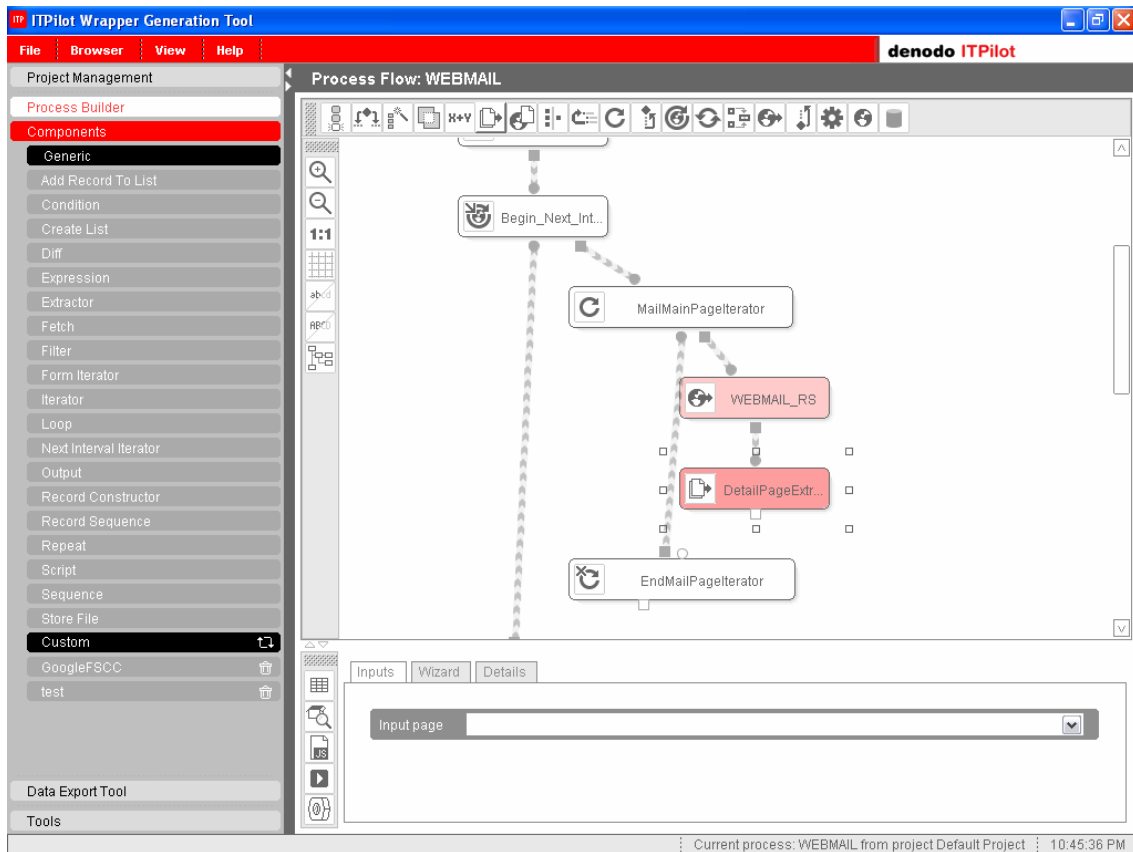 ITP ITPilot Wrapper Generation Tool
File Browser View Help
denodo ITPilot
Project Management
Process Flow: WEBMAIL
Process Builder
Components
Generic
Add Record To List
Condition
Create List
Diff
Expression
Extractor
Fetch
Filter
Form Iterator
Iterator
Loop
Next Interval Iterator
Output
Record Constructor
Record Sequence
Repeat
Script
Sequence
Store File
Custom
GoogleFSCC
test
Data Export Tool
Tools
X+Y
1:1
abcd
ABCD
Begin_Next_Int...
MailMainPageIterator
WEBMAIL_RS
DetailPageExtr...
EndMailPageIterator
JS
Inputs Wizard Details
Input page
Current process: WEBMAIL from project Default Project 10:45:36 PM